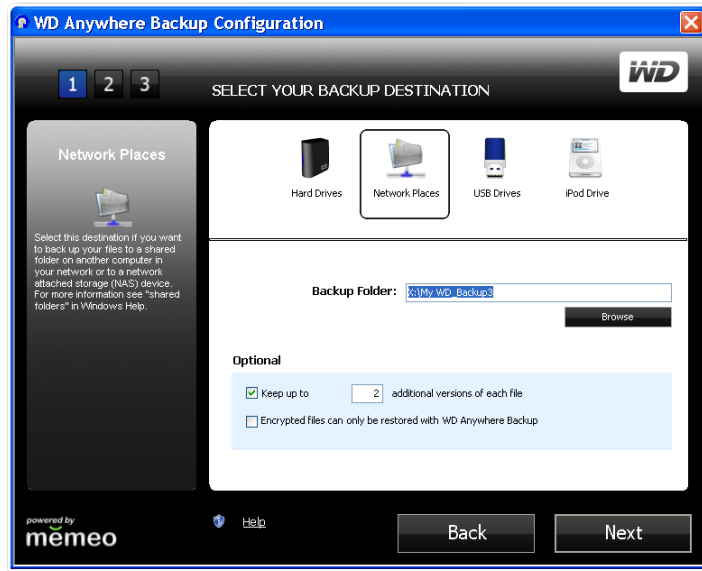 WD Anywhere Backup Configuration
1 2 3
SELECT YOUR BACKUP DESTINATION
WD
Network Places
Select this destination if you want
to back up your files to a shared
folder on another computer in
your network or to a network
attached storage (NAS) device.
For more information see "shared
folders" in Windows Help.
Hard Drives
Network Places
USB Drives
iPod Drive
Backup Folder: X:\My WD_Backup3
Browse
Optional
Keep up to 2 additional versions of each file
Encrypted files can only be restored with WD Anywhere Backup
powered by
memeo
Help
Back
Next